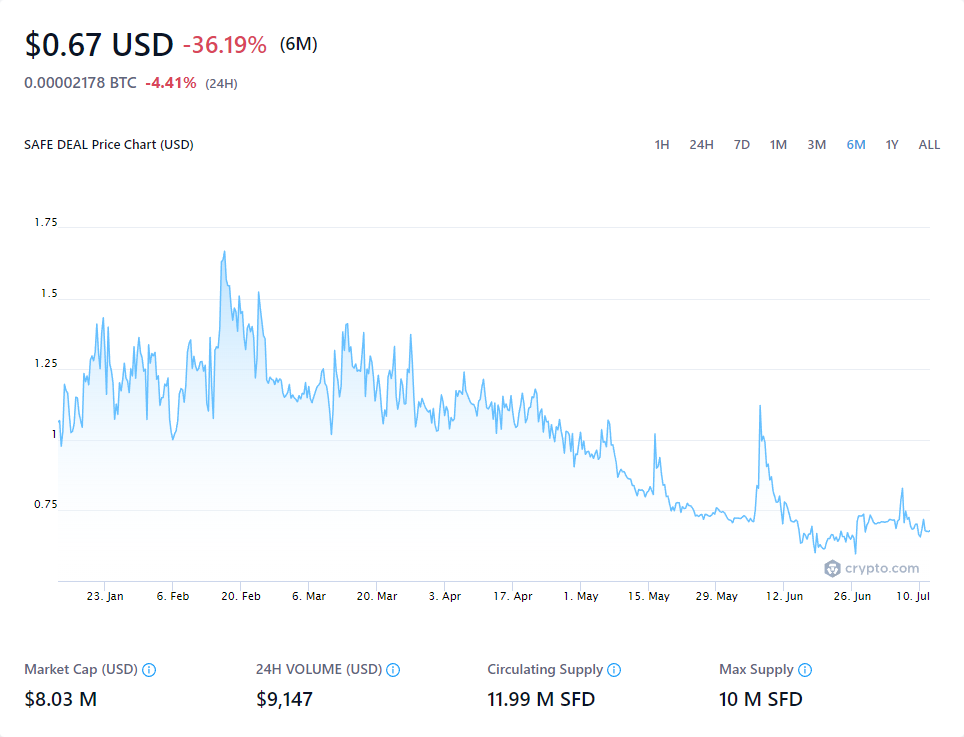 $0.67 USD -36.19% (6M)
0.00002178 BTC -4.41% (24H)
SAFE DEAL Price Chart (USD)
1H 24H 7D 1M 3M 6M 1Y ALL
1.75
1.5
1.25
1
0.75
crypto.com
23. Jan 6. Feb 20. Feb 6. Mar 20. Mar 3. Apr 17. Apr 1. May 15. May 29. May 12. Jun 26. Jun 10. Jul
Market Cap (USD) 24H VOLUME (USD) Circulating Supply Max Supply
$8.03 M $9,147 11.99 M SFD 10 M SFD